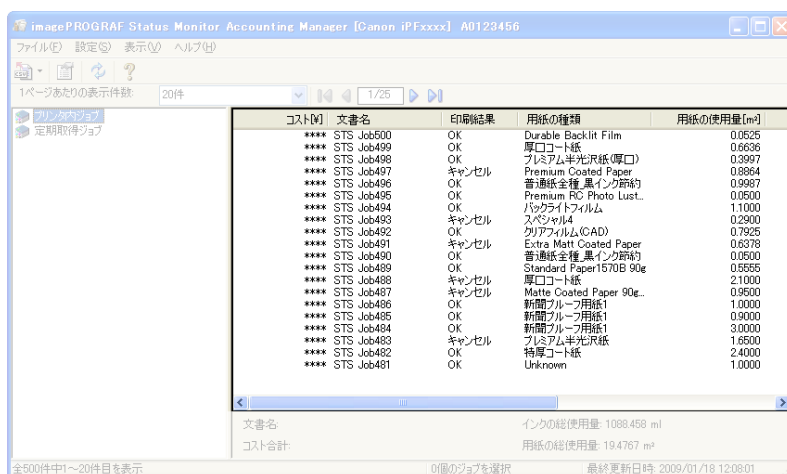 imagePROGRAF Status Monitor Accounting Manager [Canon iPFxxxx] A0123456
ファイル(F) 設定(S) 表示(V) ヘルプ(H)
1ページあたりの表示件数: 20件 1/25
プリンタ内ジョブ
定期取得ジョブ
コスト[¥] 文書名 印刷結果 用紙の種類 用紙の使用量[m²]
**** STS Job500 OK Durable Backlit Film 0.0525
**** STS Job499 OK 厚口コート紙 0.6636
**** STS Job498 OK プレミアム半光沢紙(厚口) 0.3997
**** STS Job497 キャンセル Premium Coated Paper 0.8864
**** STS Job496 OK 普通紙全種_黒インク節約 0.9987
**** STS Job495 OK Premium RC Photo Lust... 0.0500
**** STS Job494 OK バックライトフィルム 1.1000
**** STS Job493 キャンセル スペシャル4 0.2900
**** STS Job492 OK クリアフィルム(CAD) 0.7925
**** STS Job491 キャンセル Extra Matt Coated Paper 0.6378
**** STS Job490 OK 普通紙全種_黒インク節約 0.0500
**** STS Job489 OK Standard Paper1570B 90g 0.5555
**** STS Job488 キャンセル 厚口コート紙 2.1000
**** STS Job487 キャンセル Matte Coated Paper 90g... 0.9500
**** STS Job486 OK 新聞プルーフ用紙1 1.0000
**** STS Job485 OK 新聞プルーフ用紙1 0.9000
**** STS Job484 OK 新聞プルーフ用紙1 3.0000
**** STS Job483 キャンセル プレミアム半光沢紙 1.6500
**** STS Job482 OK 特厚コート紙 2.4000
**** STS Job481 OK Unknown 1.0000
文書名: インクの総使用量: 1088.458 ml
コスト合計: 用紙の総使用量: 19.4767 m²
全500件中1～20件目を表示 0個のジョブを選択 最終更新日時: 2009/01/18 12:08:01